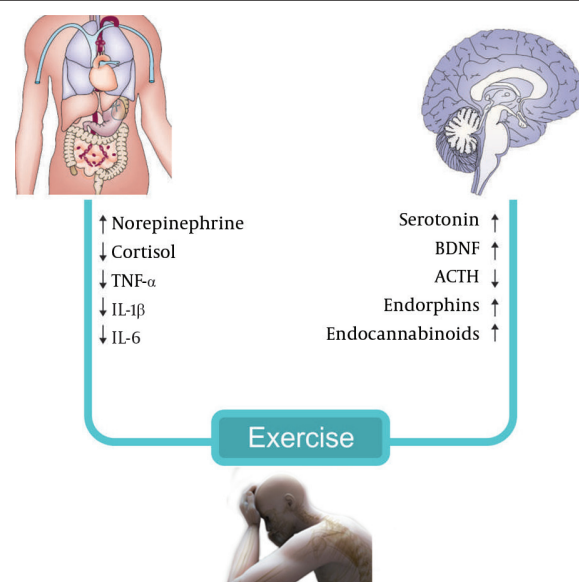 ↑ Norepinephrine
↓ Cortisol
↓ TNF-α
↓ IL-1β
↓ IL-6
Serotonin ↑
BDNF ↑
ACTH ↓
Endorphins ↑
Endocannabinoids ↑
Exercise